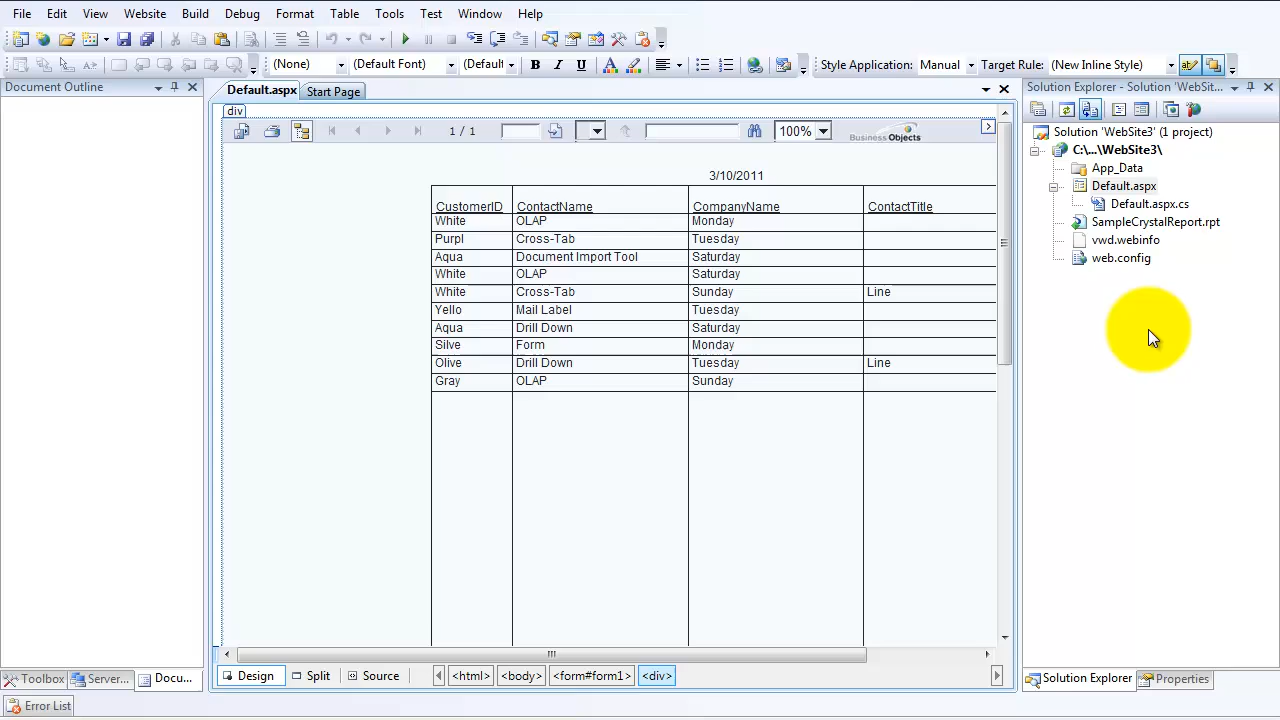 File Edit View Website Build Debug Format Table Tools Test Window Help
(None) (Default Font) (Defaul B I U A Style Application: Manual Target Rule: (New Inline Style)
Document Outline
Default.aspx Start Page
div
1 / 1 100% Business Objects
3/10/2011
CustomerID ContactName CompanyName ContactTitle
White OLAP Monday
Purpl Cross-Tab Tuesday
Aqua Document Import Tool Saturday
White OLAP Saturday
White Cross-Tab Sunday Line
Yello Mail Label Tuesday
Aqua Drill Down Saturday
Silve Form Monday
Olive Drill Down Tuesday Line
Gray OLAP Sunday
Design Split Source <html> <body> <form#form1> <div>
Toolbox Server... Docu...
Error List
Solution Explorer - Solution 'WebSit...
Solution 'WebSite3' (1 project)
C:\...\WebSite3\
App_Data
Default.aspx
Default.aspx.cs
SampleCrystalReport.rpt
vwd.webinfo
web.config
Solution Explorer Properties